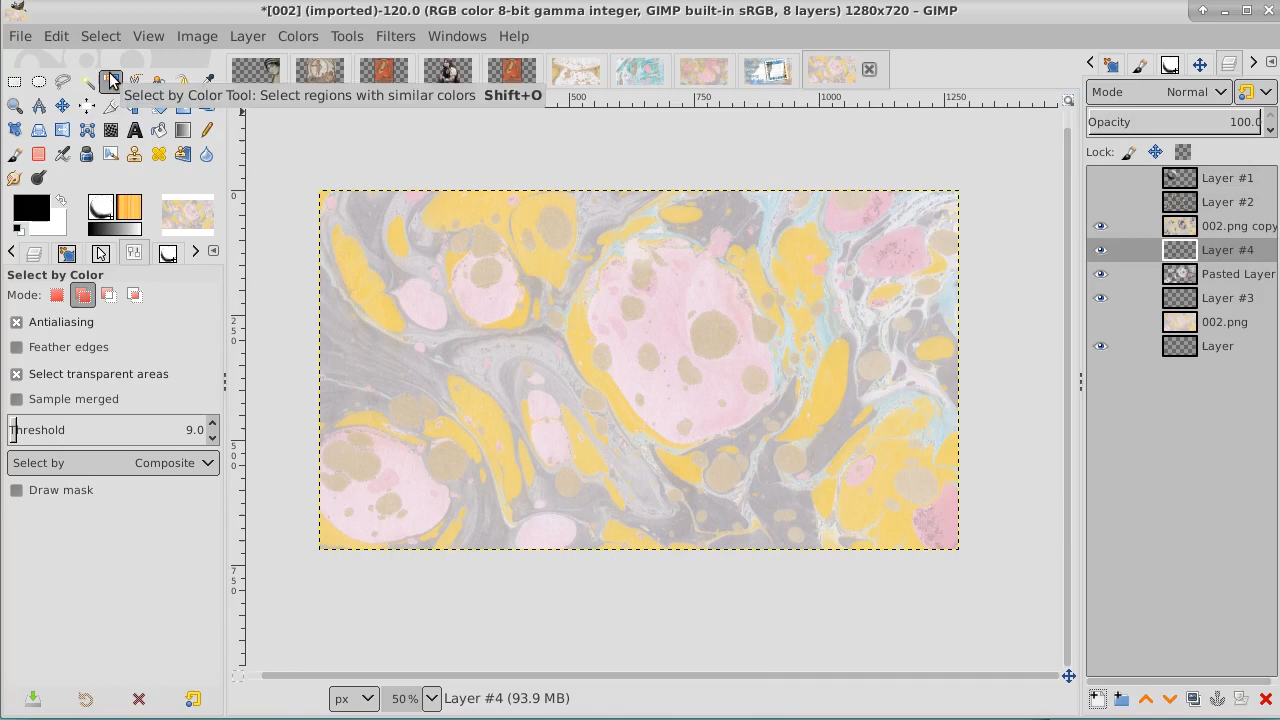 *[002] (imported)-120.0 (RGB color 8-bit gamma integer, GIMP built-in sRGB, 8 layers) 1280x720 – GIMP
File Edit Select View Image Layer Colors Tools Filters Windows Help
Select by Color Tool: Select regions with similar colors Shift+O
500 750 1000 1250
Mode Normal
Opacity 100.0
Lock:
Layer #1
Layer #2
002.png copy
Layer #4
Pasted Layer
Layer #3
002.png
Layer
0
250
500
750
Select by Color
Mode:
Antialiasing
Feather edges
Select transparent areas
Sample merged
Threshold 9.0
Select by Composite
Draw mask
px 50% Layer #4 (93.9 MB)